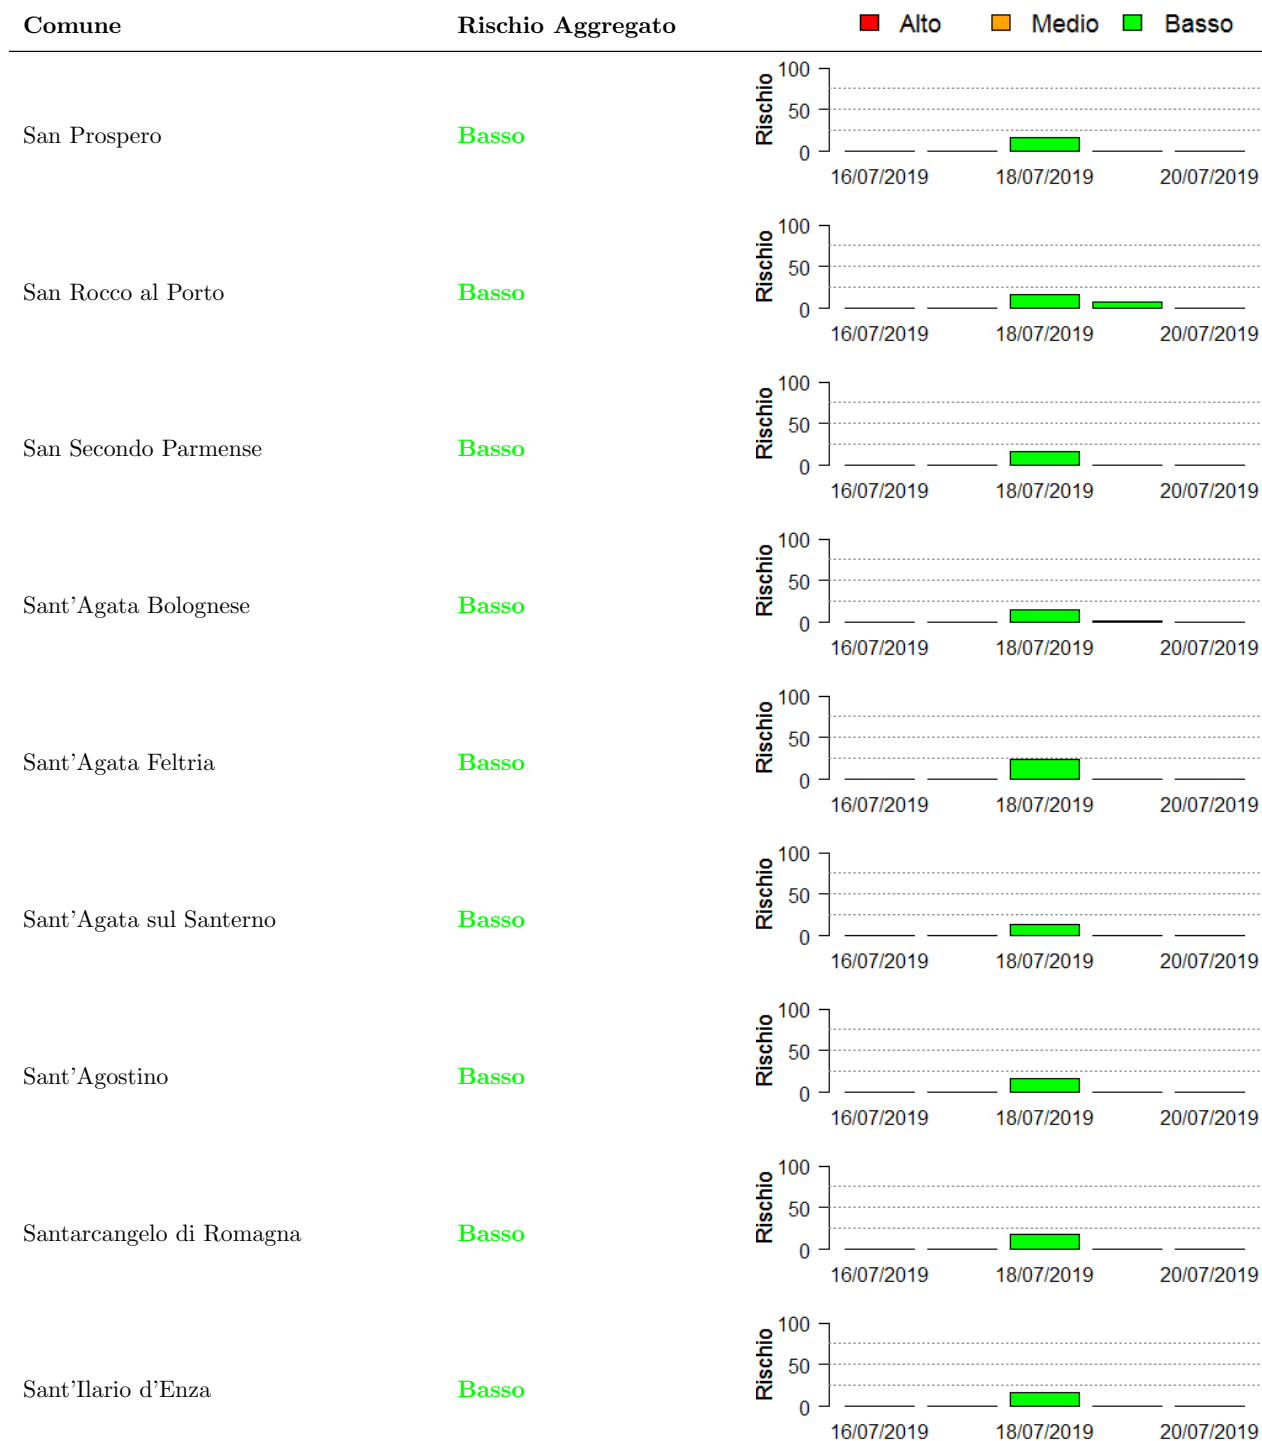 Comune Rischio Aggregato Alto Medio Basso
San Prospero Basso
Rischio
100
50
0
16/07/2019 18/07/2019 20/07/2019
San Rocco al Porto Basso
Rischio
100
50
0
16/07/2019 18/07/2019 20/07/2019
San Secondo Parmense Basso
Rischio
100
50
0
16/07/2019 18/07/2019 20/07/2019
Sant'Agata Bolognese Basso
Rischio
100
50
0
16/07/2019 18/07/2019 20/07/2019
Sant'Agata Feltria Basso
Rischio
100
50
0
16/07/2019 18/07/2019 20/07/2019
Sant'Agata sul Santerno Basso
Rischio
100
50
0
16/07/2019 18/07/2019 20/07/2019
Sant'Agostino Basso
Rischio
100
50
0
16/07/2019 18/07/2019 20/07/2019
Santarcangelo di Romagna Basso
Rischio
100
50
0
16/07/2019 18/07/2019 20/07/2019
Sant'Ilario d'Enza Basso
Rischio
100
50
0
16/07/2019 18/07/2019 20/07/2019